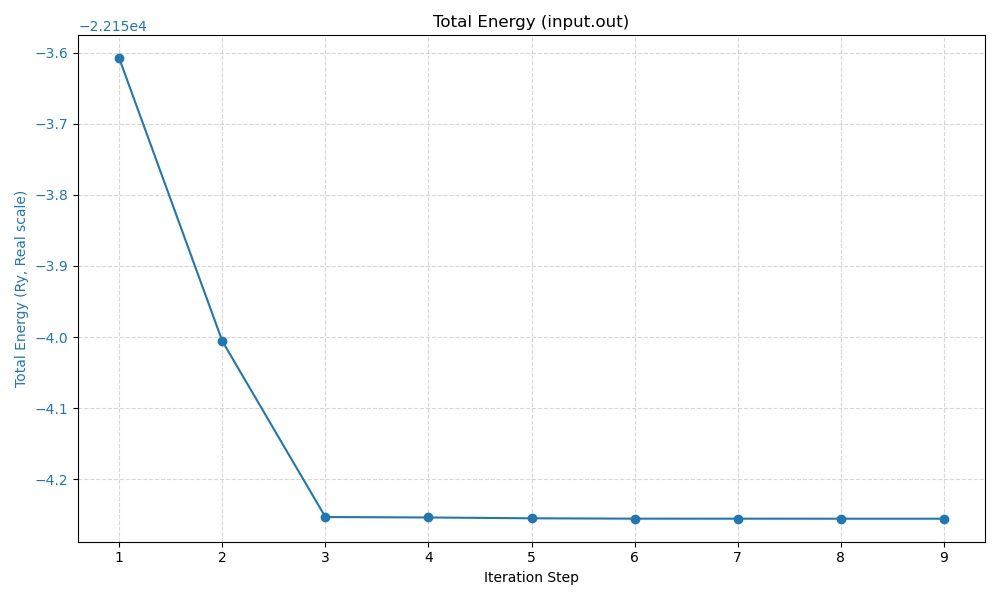 Total Energy (input.out)
−2.215e4
Total Energy (Ry, Real scale)
−3.6
−3.7
−3.8
−3.9
−4.0
−4.1
−4.2
1 2 3 4 5 6 7 8 9
Iteration Step